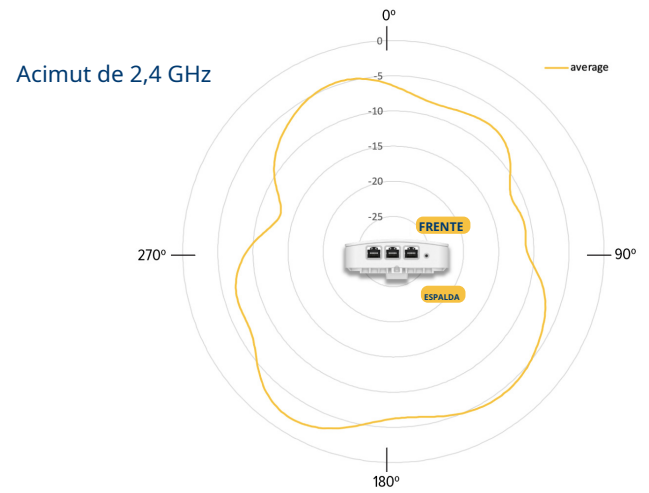 0º
0
Acimut de 2,4 GHz
average
-5
-10
-15
-20
-25
FRENTE
270º
90º
ESPALDA
180º